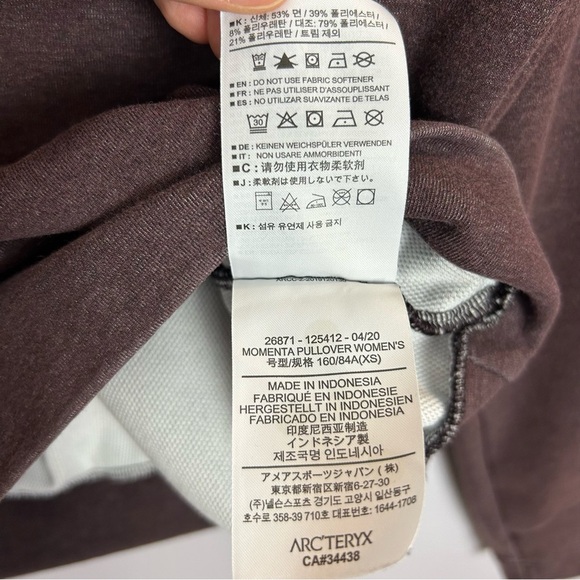 ■K : 신체: 53% 면 / 39% 폴리에스터/
8% 폴리우레탄 / 대조: 79% 폴리에스터/
21% 폴리우레탄 / 트림 제외
■ EN : DO NOT USE FABRIC SOFTENER
■ FR : NE PAS UTILISER D'ASSOUPLISSANT
■ ES : NO UTILIZAR SUAVIZANTE DE TELAS
30
■ DE : KEINEN WEICHSPÜLER VERWENDEN
■ IT : NON USARE AMMORBIDENTI
■ C : 请勿使用衣物柔化剂
■ J : 柔軟剤は使用しないで下さい。
■ K : 섬유 유연제 사용 금지
26871 - 125412 - 04/20
MOMENTA PULLOVER WOMEN'S
号型/规格 160/84A(XS)
MADE IN INDONESIA
FABRIQUÉ EN INDONÉSIE
HERGESTELLT IN INDONESIEN
FABRICADO EN INDONESIA
印度尼西亚制造
インドネシア製
제조국명 인도네시아
アメアスポーツジャパン（株）
東京都新宿区新宿6-27-30
(주)넬슨스포츠 경기도 고양시 일산동구
호수로 358-39 710호 대표 1644-1708
ARC'TERYX
CA#34438